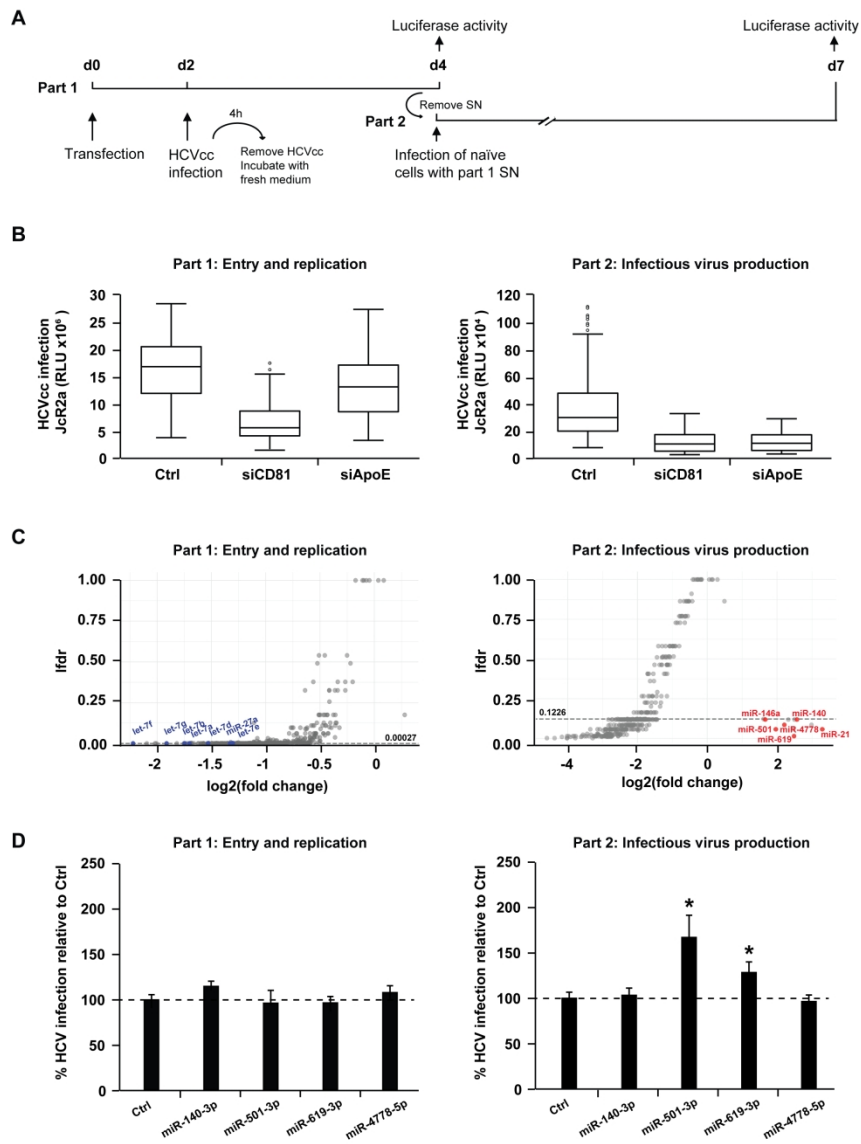 A
Luciferase activity
Luciferase activity
d0
d2
d4
d7
Part 1
4h
Part 2
Remove SN
Transfection
HCVcc
infection
Remove HCVcc
Incubate with
fresh medium
Infection of naïve
cells with part 1 SN
B
Part 1: Entry and replication
HCVcc infection
JcR2a (RLU x10⁶)
30
25
20
15
10
5
0
Ctrl
siCD81
siApoE
Part 2: Infectious virus production
HCVcc infection
JcR2a (RLU x10⁴)
120
100
80
60
40
20
0
Ctrl
siCD81
siApoE
C
Part 1: Entry and replication
lfdr
1.00
0.75
0.50
0.25
0.00
let-7f
let-7g
let-7b
let-7a
let-7d
miR-27a
let-7e
0.00027
-2
-1.5
-1
-0.5
0
log2(fold change)
Part 2: Infectious virus production
lfdr
1.00
0.75
0.50
0.25
0.00
0.1226
miR-146a
miR-140
miR-501
miR-4778
miR-21
miR-619
-4
-2
0
2
log2(fold change)
D
Part 1: Entry and replication
% HCV infection relative to Ctrl
250
200
150
100
50
0
Ctrl
miR-140-3p
miR-501-3p
miR-619-3p
miR-4778-5p
Part 2: Infectious virus production
% HCV infection relative to Ctrl
250
200
150
100
50
0
*
*
Ctrl
miR-140-3p
miR-501-3p
miR-619-3p
miR-4778-5p